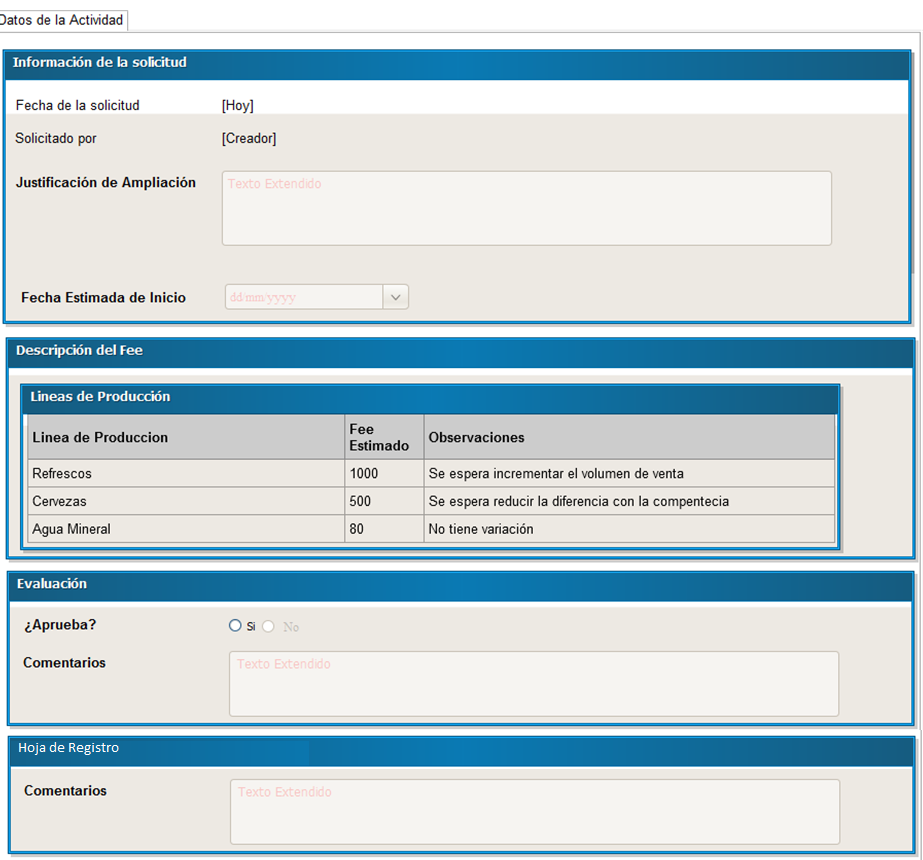 Datos de la Actividad
Información de la solicitud
Fecha de la solicitud [Hoy]
Solicitado por [Creador]
Justificación de Ampliación Texto Extendido
Fecha Estimada de Inicio dd/mm/yyyy
Descripción del Fee
Lineas de Producción
Linea de Produccion Fee Estimado Observaciones
Refrescos 1000 Se espera incrementar el volumen de venta
Cervezas 500 Se espera reducir la diferencia con la compentecia
Agua Mineral 80 No tiene variación
Evaluación
¿Aprueba? Si No
Comentarios Texto Extendido
Hoja de Registro
Comentarios Texto Extendido